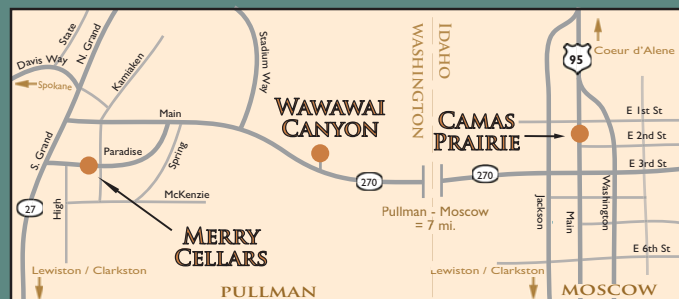 State
N. Grand
Davis Way
Spokane
Kamiaken
Stadium Way
Main
S. Grand
Paradise
Spring
High
McKenzie
27
MERRY
CELLARS
Lewiston / Clarkston
PULLMAN
WAWAWAI
CANYON
270
WASHINGTON
IDAHO
270
Pullman - Moscow
= 7 mi.
CAMAS
PRAIRIE
95
Coeur d'Alene
E 1st St
E 2nd St
E 3rd St
Jackson
Main
Washington
E 6th St
Lewiston / Clarkston
MOSCOW